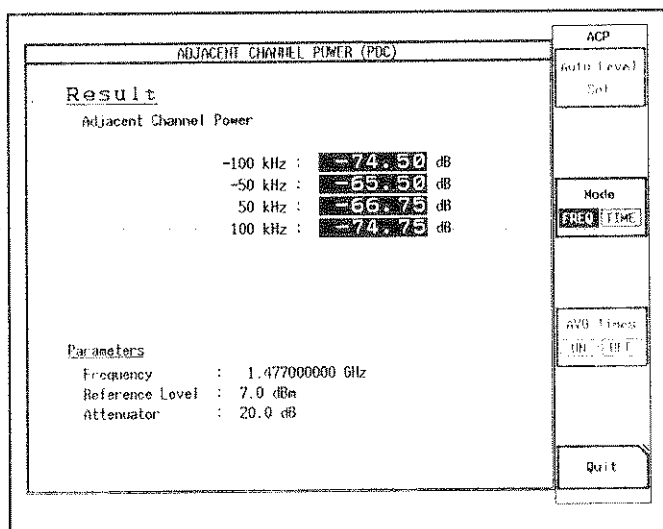 ADJACENT CHANNEL POWER (PDC)
Result
Adjacent Channel Power
-100 kHz : -74.50 dB
-50 kHz : -65.50 dB
50 kHz : -66.75 dB
100 kHz : -74.75 dB
Parameters
Frequency : 1.477000000 GHz
Reference Level : 7.0 dBm
Attenuator : 20.0 dB
ACP
Auto Level
Set
Mode
FREQ TIME
AVG Times
ON OFF
Quit